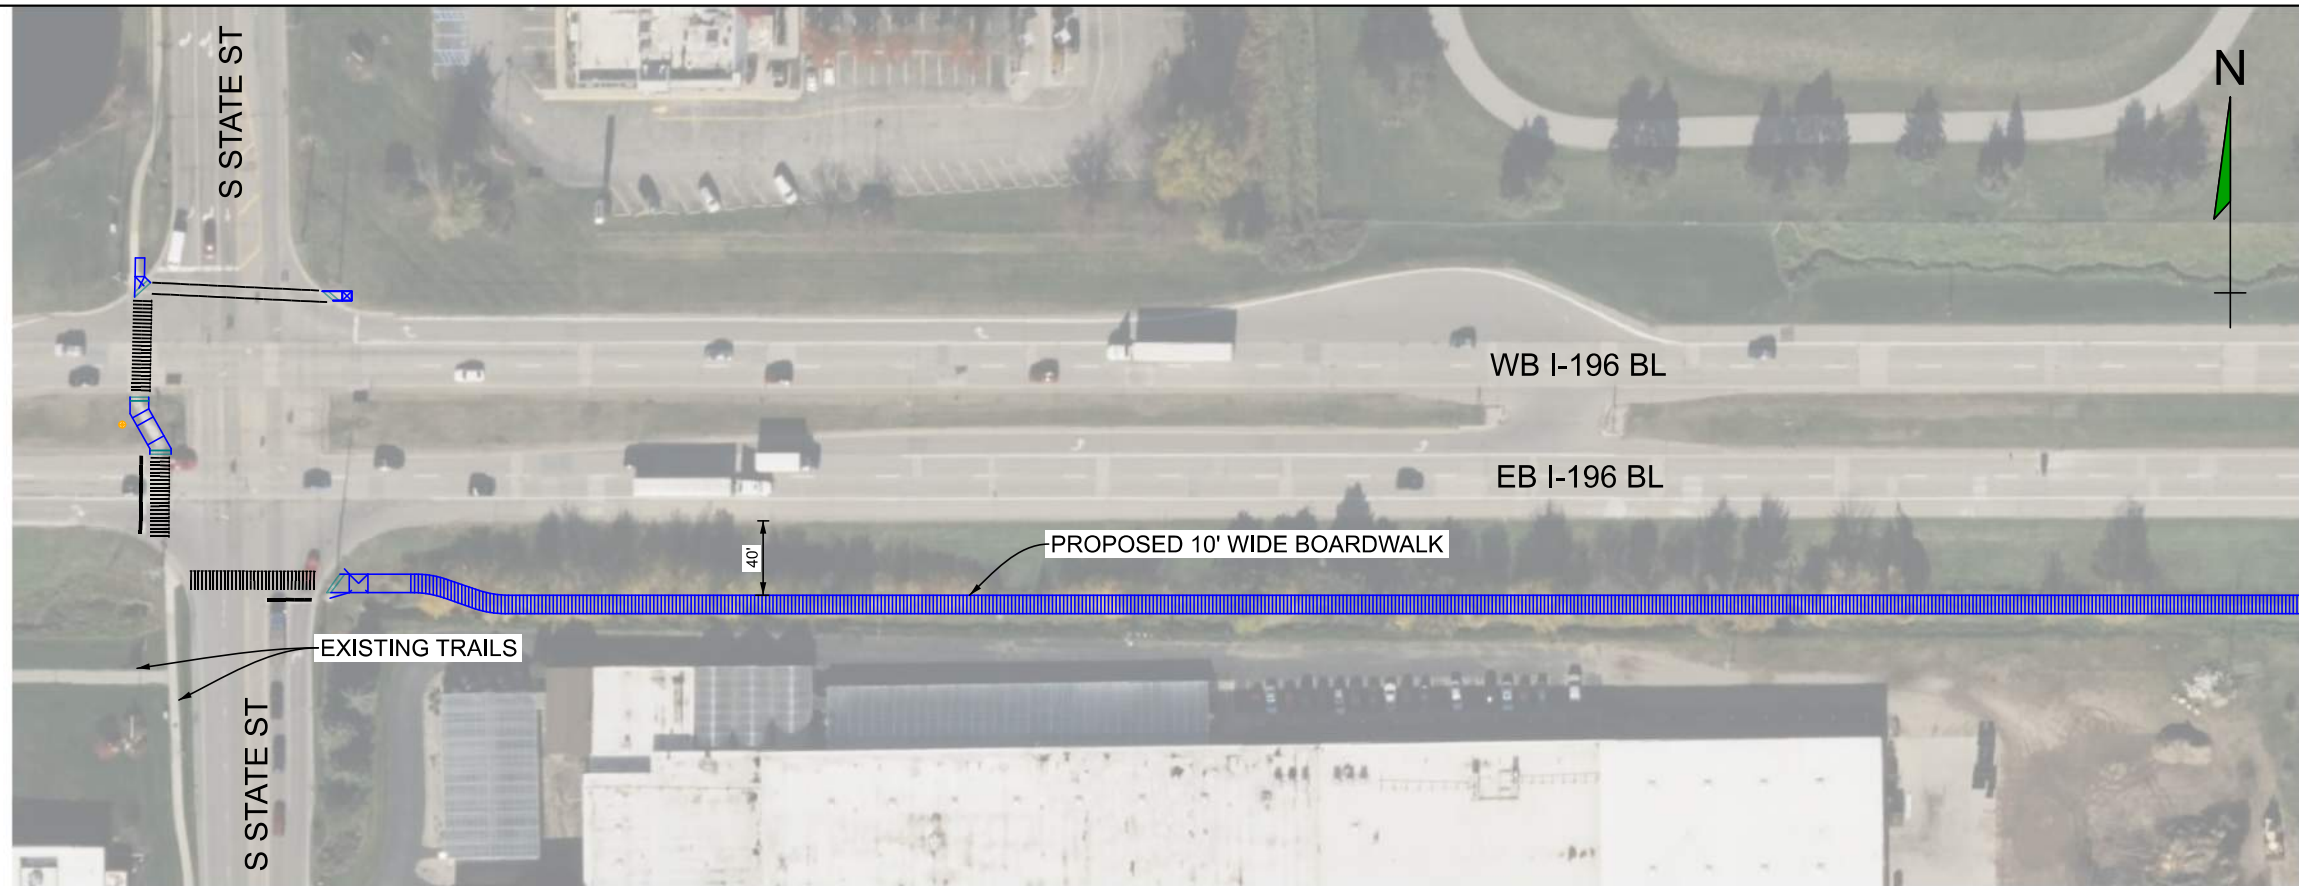 S STATE ST
N
WB I-196 BL
EB I-196 BL
40'
PROPOSED 10' WIDE BOARDWALK
EXISTING TRAILS
S STATE ST